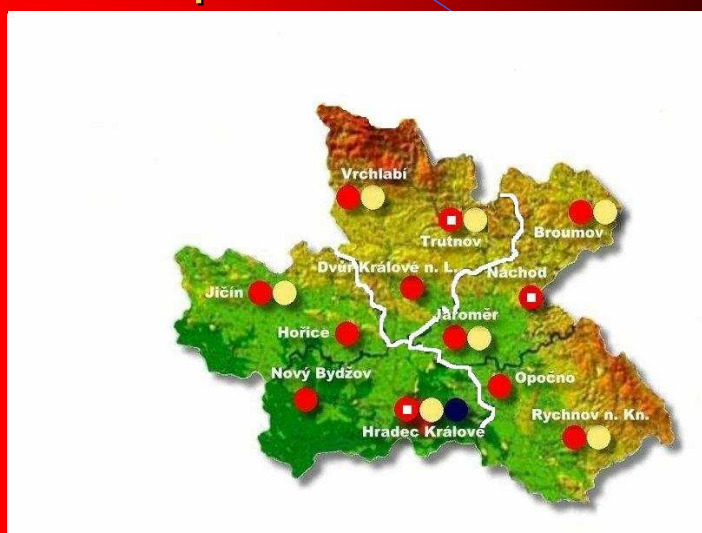 Vrchlabí
Trutnov
Broumov
Dvůr Králové n. L.
Náchod
Jičín
Jaroměř
Hořice
Nový Bydžov
Opočno
Hradec Králové
Rychnov n. Kn.